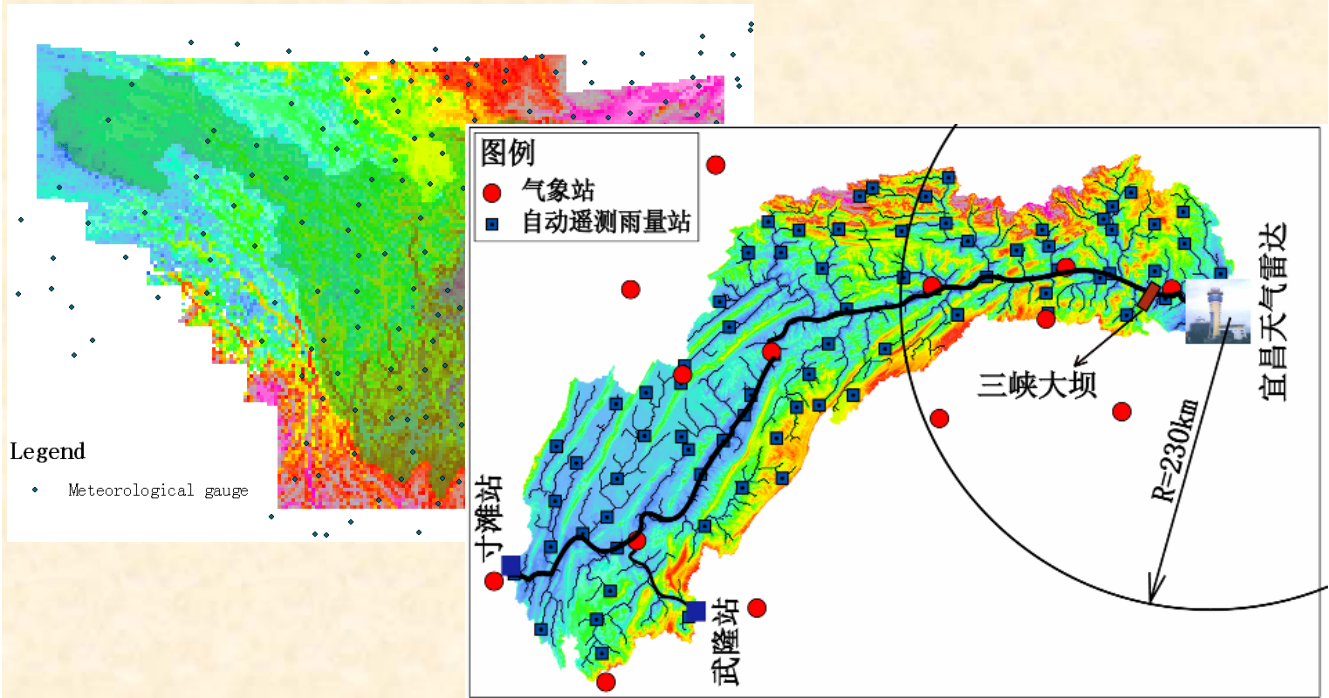 Legend
Meteorological gauge
图例
气象站
自动遥测雨量站
宜昌天气雷达
三峡大坝
R=230km
寸滩站
武隆站